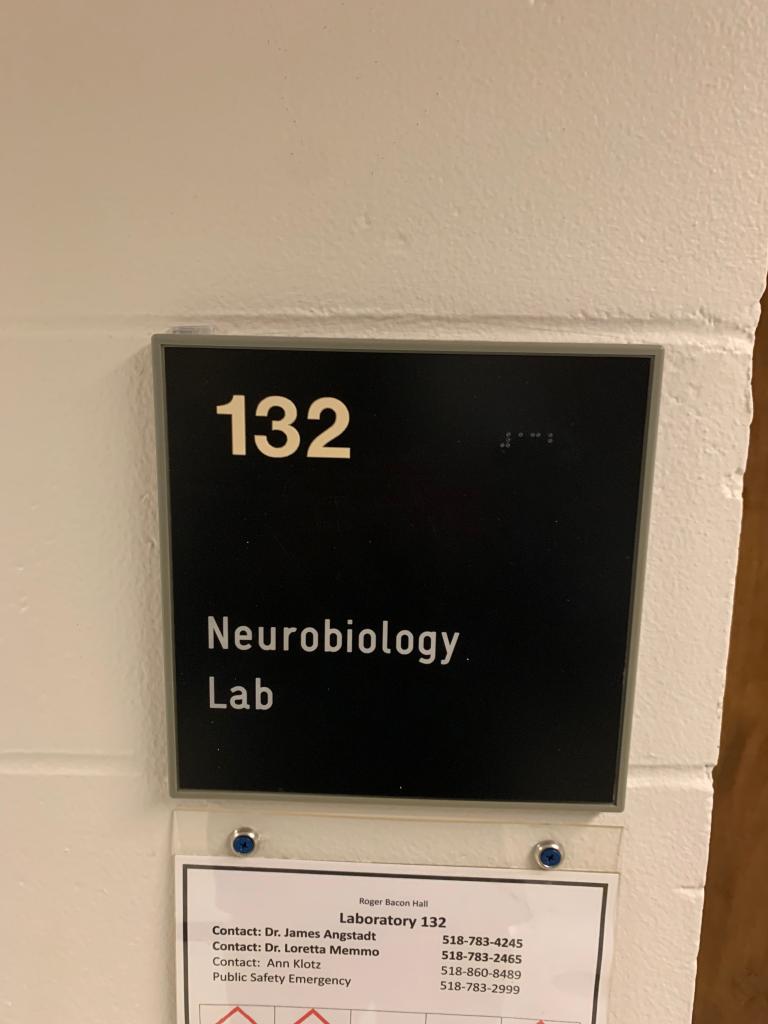 132
Neurobiology
Lab
Roger Bacon Hall
Laboratory 132
Contact: Dr. James Angstadt 518-783-4245
Contact: Dr. Loretta Memmo 518-783-2465
Contact: Ann Klotz 518-860-8489
Public Safety Emergency 518-783-2999